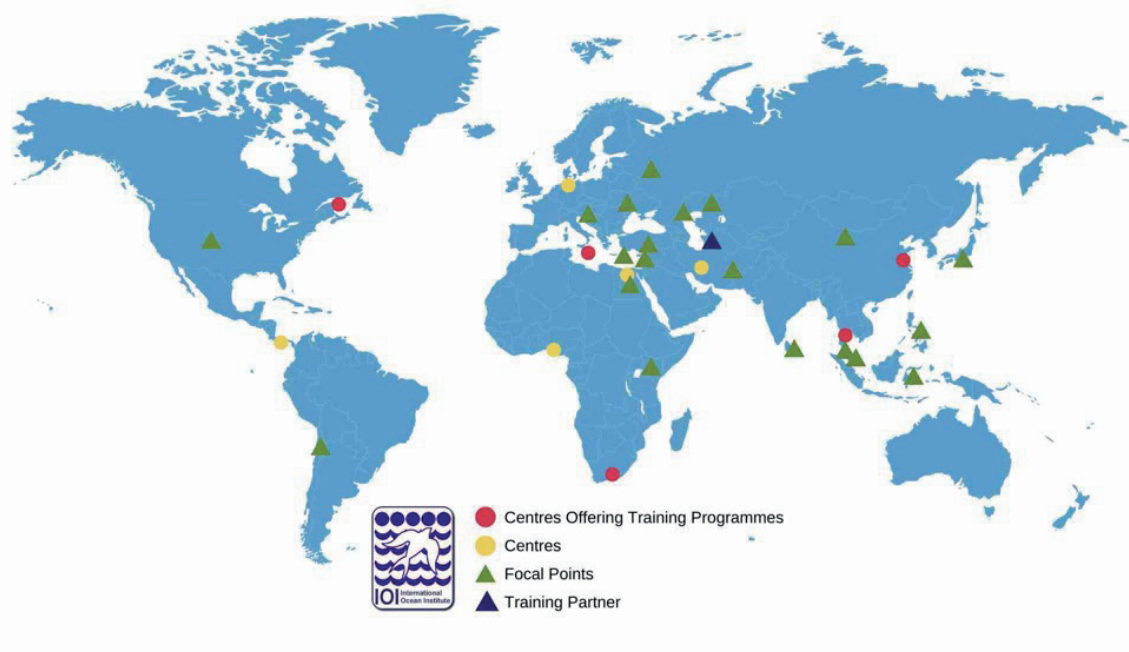 Centres Offering Training Programmes
Centres
Focal Points
Training Partner
IOI International
Ocean Institute